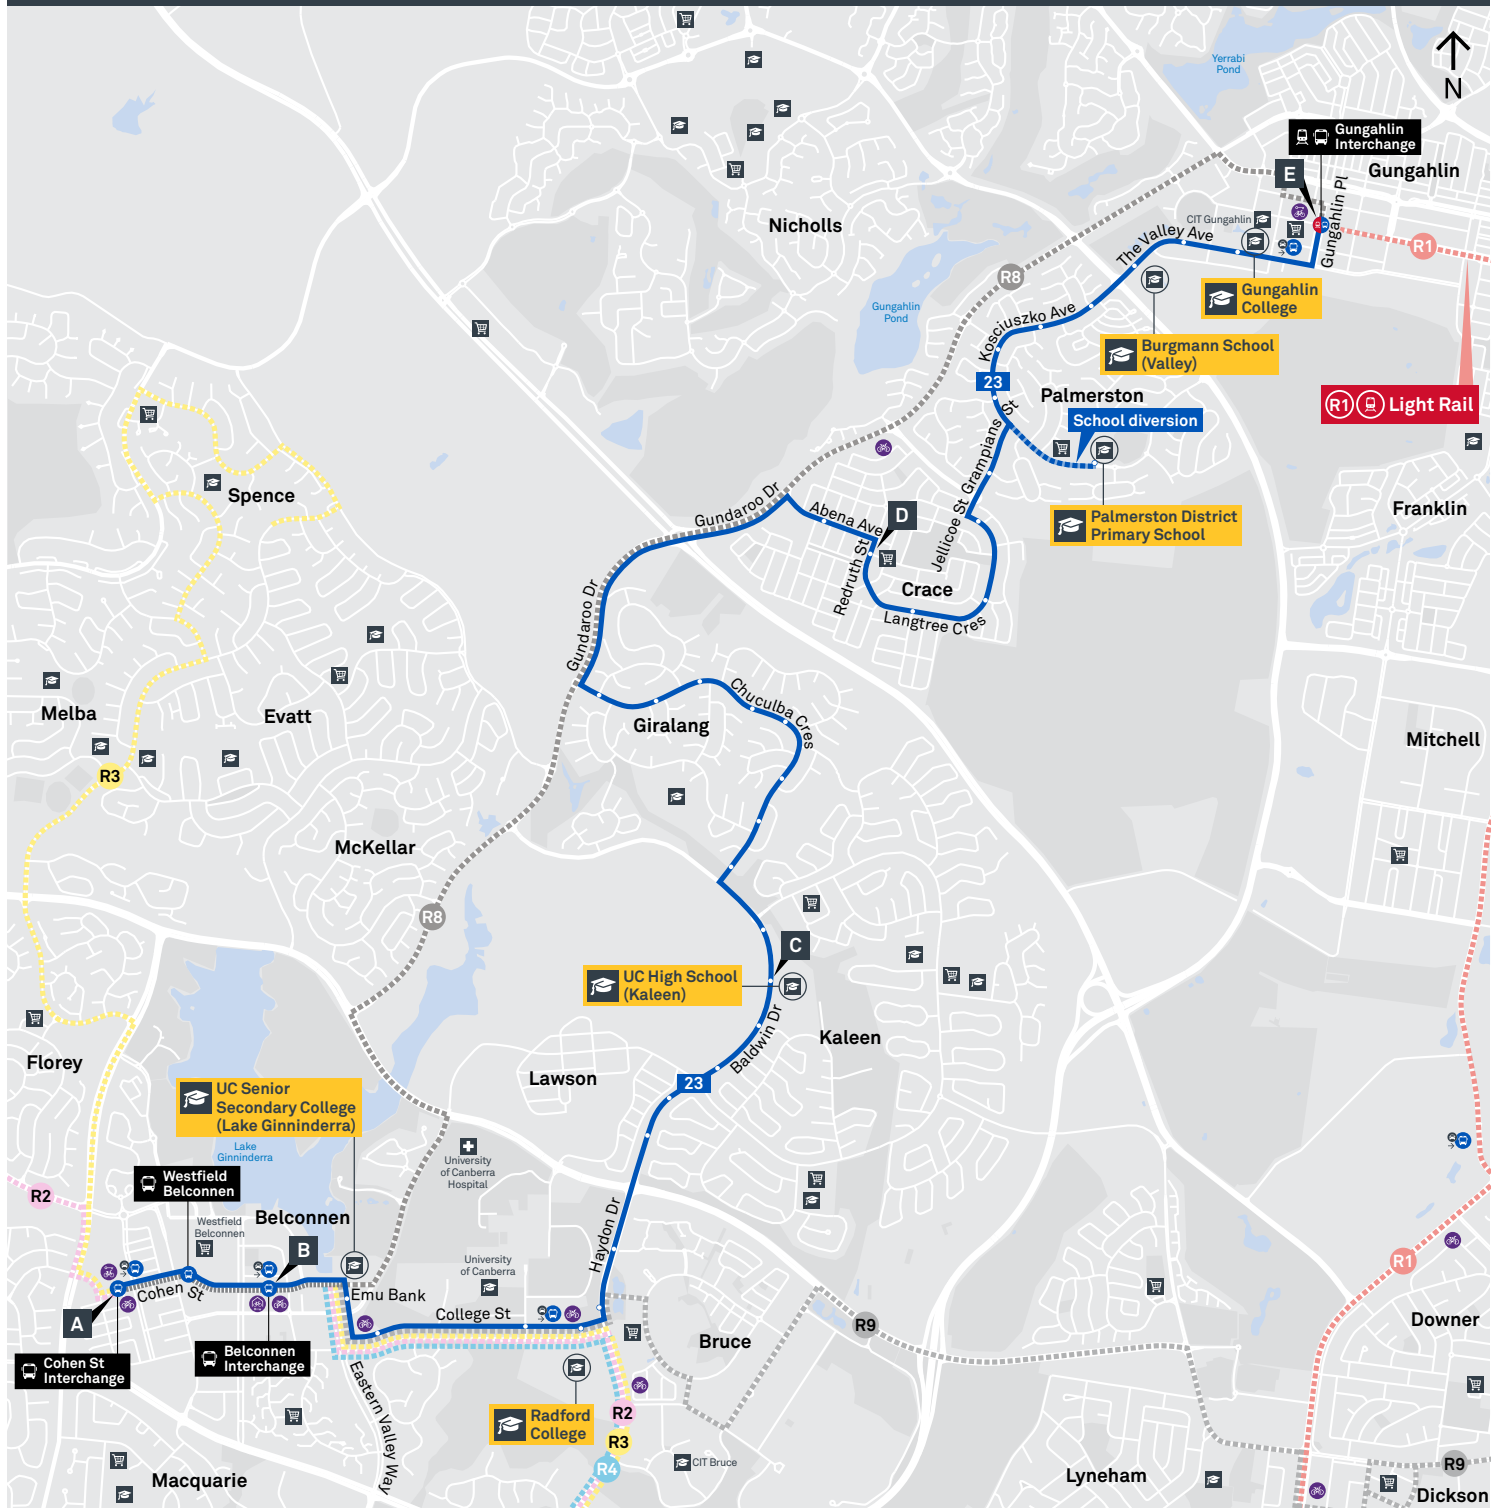 N
Yerrabi
Pond
Gungahlin
Interchange
E
Gungahlin
Nicholls
CIT Gungahlin
Gungahlin Pl
The Valley Ave
R1
R8
Gungahlin
College
Gungahlin
Pond
Kosciuszko Ave
Burgmann School
(Valley)
23
Palmerston
R1 Light Rail
School diversion
Grampians St
Spence
Gundaroo Dr
Abena Ave
D
Palmerston District
Primary School
Franklin
Jellicoe St
Redruth St
Crace
Langtree Cres
Gundaroo Dr
Melba
Evatt
Giralang
Chuculba Cres
Mitchell
R3
McKellar
R8
C
UC High School
(Kaleen)
Baldwin Dr
Kaleen
Florey
Lawson
23
UC Senior
Secondary College
(Lake Ginninderra)
Lake
Ginninderra
University
of Canberra
Hospital
Westfield
Belconnen
R2
Westfield
Belconnen
Belconnen
B
Haydon Dr
University
of Canberra
R1
Cohen St
Emu Bank
College St
A
Bruce
R9
Downer
Cohen St
Interchange
Belconnen
Interchange
Eastern Valley Way
Radford
College
R2
R3
R4
CIT Bruce
Macquarie
Lyneham
R9
Dickson